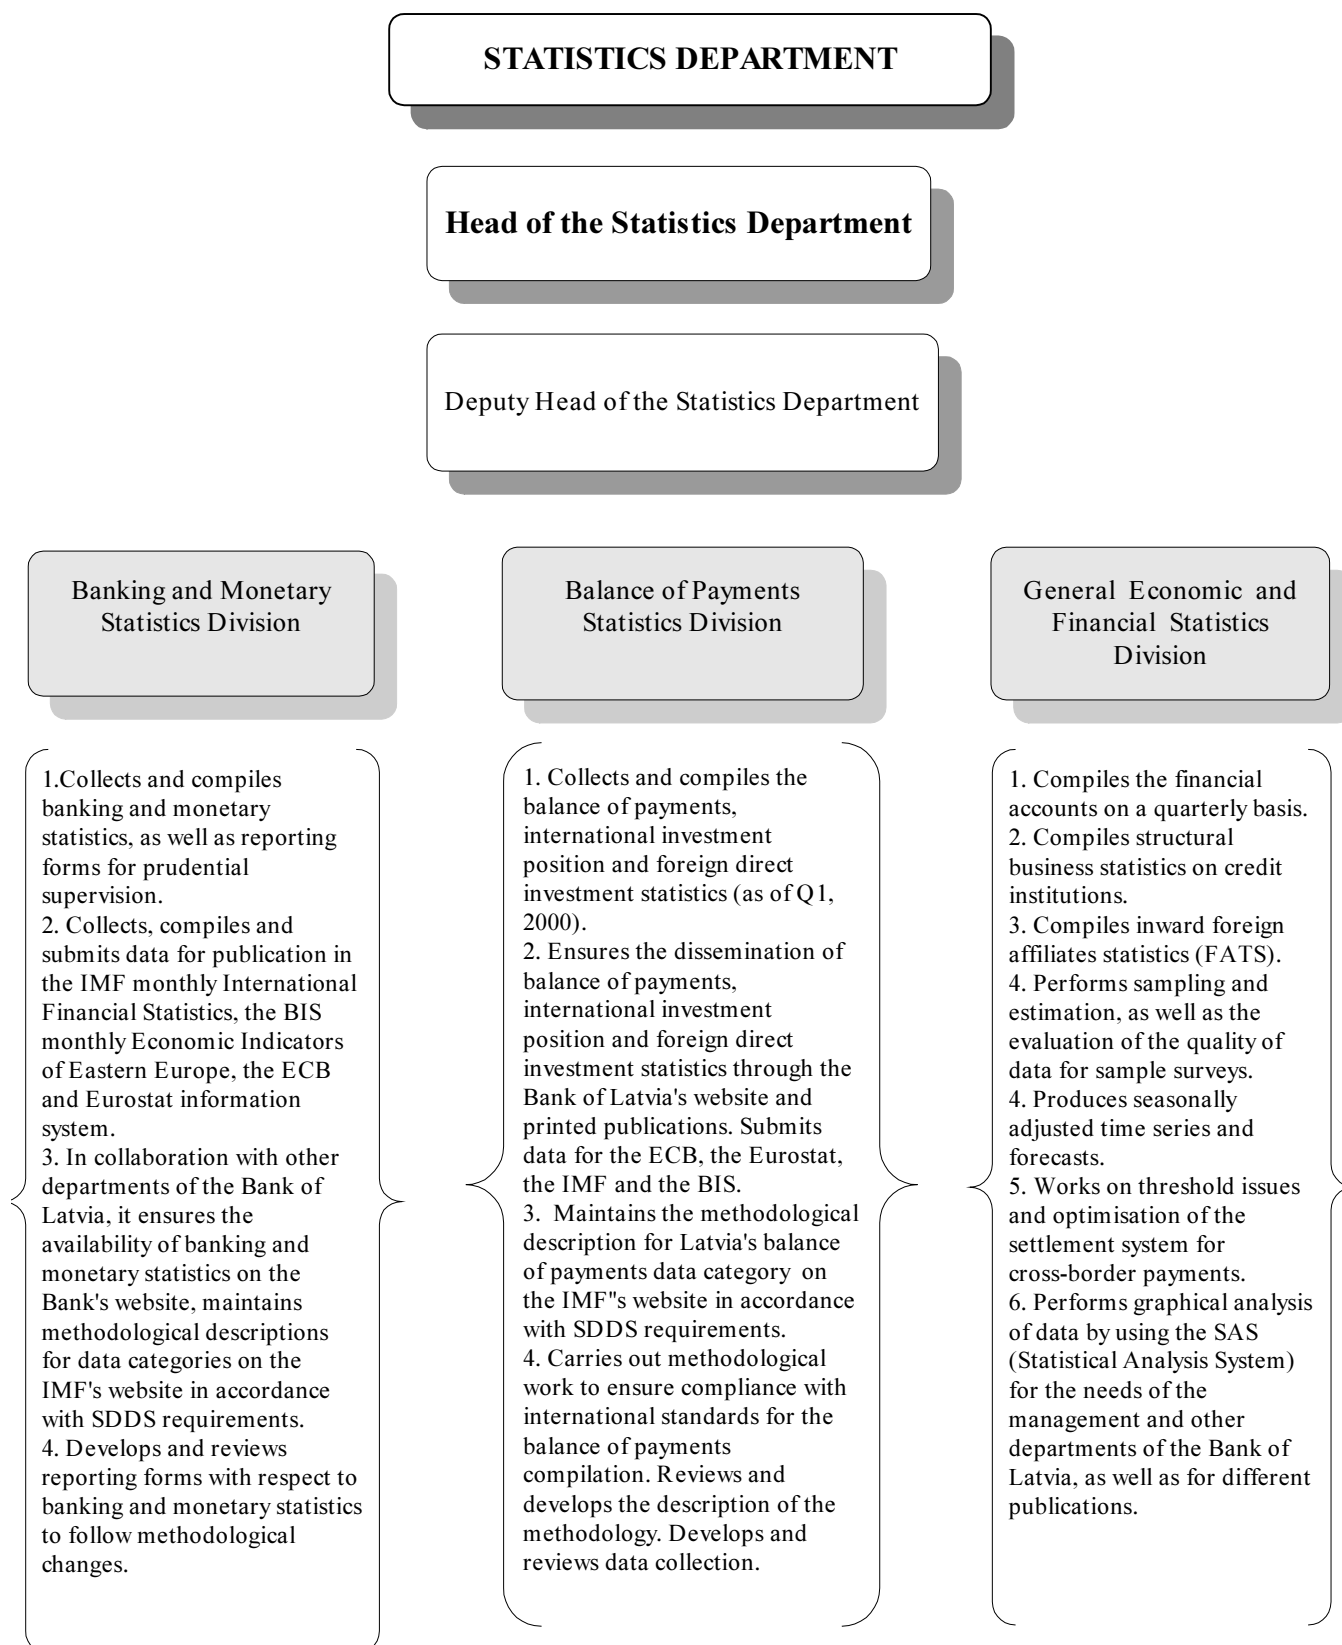 STATISTICS DEPARTMENT
Head of the Statistics Department
Deputy Head of the Statistics Department
Banking and Monetary
Statistics Division
1.Collects and compiles
banking and monetary
statistics, as well as reporting
forms for prudential
supervision.
2. Collects, compiles and
submits data for publication in
the IMF monthly International
Financial Statistics, the BIS
monthly Economic Indicators
of Eastern Europe, the ECB
and Eurostat information
system.
3. In collaboration with other
departments of the Bank of
Latvia, it ensures the
availability of banking and
monetary statistics on the
Bank's website, maintains
methodological descriptions
for data categories on the
IMF's website in accordance
with SDDS requirements.
4. Develops and reviews
reporting forms with respect to
banking and monetary statistics
to follow methodological
changes.
Balance of Payments
Statistics Division
1. Collects and compiles the
balance of payments,
international investment
position and foreign direct
investment statistics (as of Q1,
2000).
2. Ensures the dissemination of
balance of payments,
international investment
position and foreign direct
investment statistics through the
Bank of Latvia's website and
printed publications. Submits
data for the ECB, the Eurostat,
the IMF and the BIS.
3. Maintains the methodological
description for Latvia's balance
of payments data category on
the IMF"s website in accordance
with SDDS requirements.
4. Carries out methodological
work to ensure compliance with
international standards for the
balance of payments
compilation. Reviews and
develops the description of the
methodology. Develops and
reviews data collection.
General Economic and
Financial Statistics
Division
1. Compiles the financial
accounts on a quarterly basis.
2. Compiles structural
business statistics on credit
institutions.
3. Compiles inward foreign
affiliates statistics (FATS).
4. Performs sampling and
estimation, as well as the
evaluation of the quality of
data for sample surveys.
4. Produces seasonally
adjusted time series and
forecasts.
5. Works on threshold issues
and optimisation of the
settlement system for
cross-border payments.
6. Performs graphical analysis
of data by using the SAS
(Statistical Analysis System)
for the needs of the
management and other
departments of the Bank of
Latvia, as well as for different
publications.